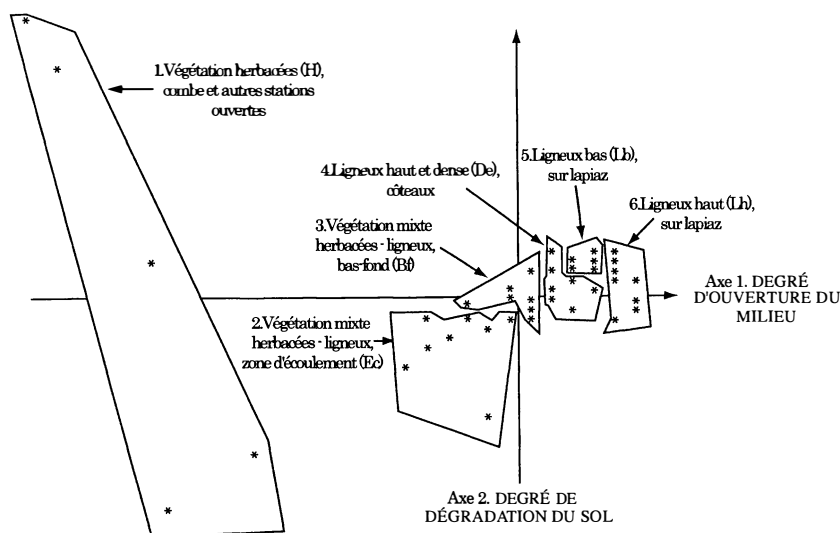 1.Végétation herbacées (H),
combe et autres stations
ouvertes
5.Ligneux bas (Lb),
sur lapiaz
4.Ligneux haut et dense (De),
côteaux
6.Ligneux haut (Lh),
sur lapiaz
3.Végétation mixte
herbacées - ligneux,
bas-fond (Bf)
Axe 1. DEGRÉ
D'OUVERTURE DU
MILIEU
2.Végétation mixte
herbacées - ligneux,
zone d'écoulement (Ec)
Axe 2. DEGRÉ DE
DÉGRADATION DU SOL